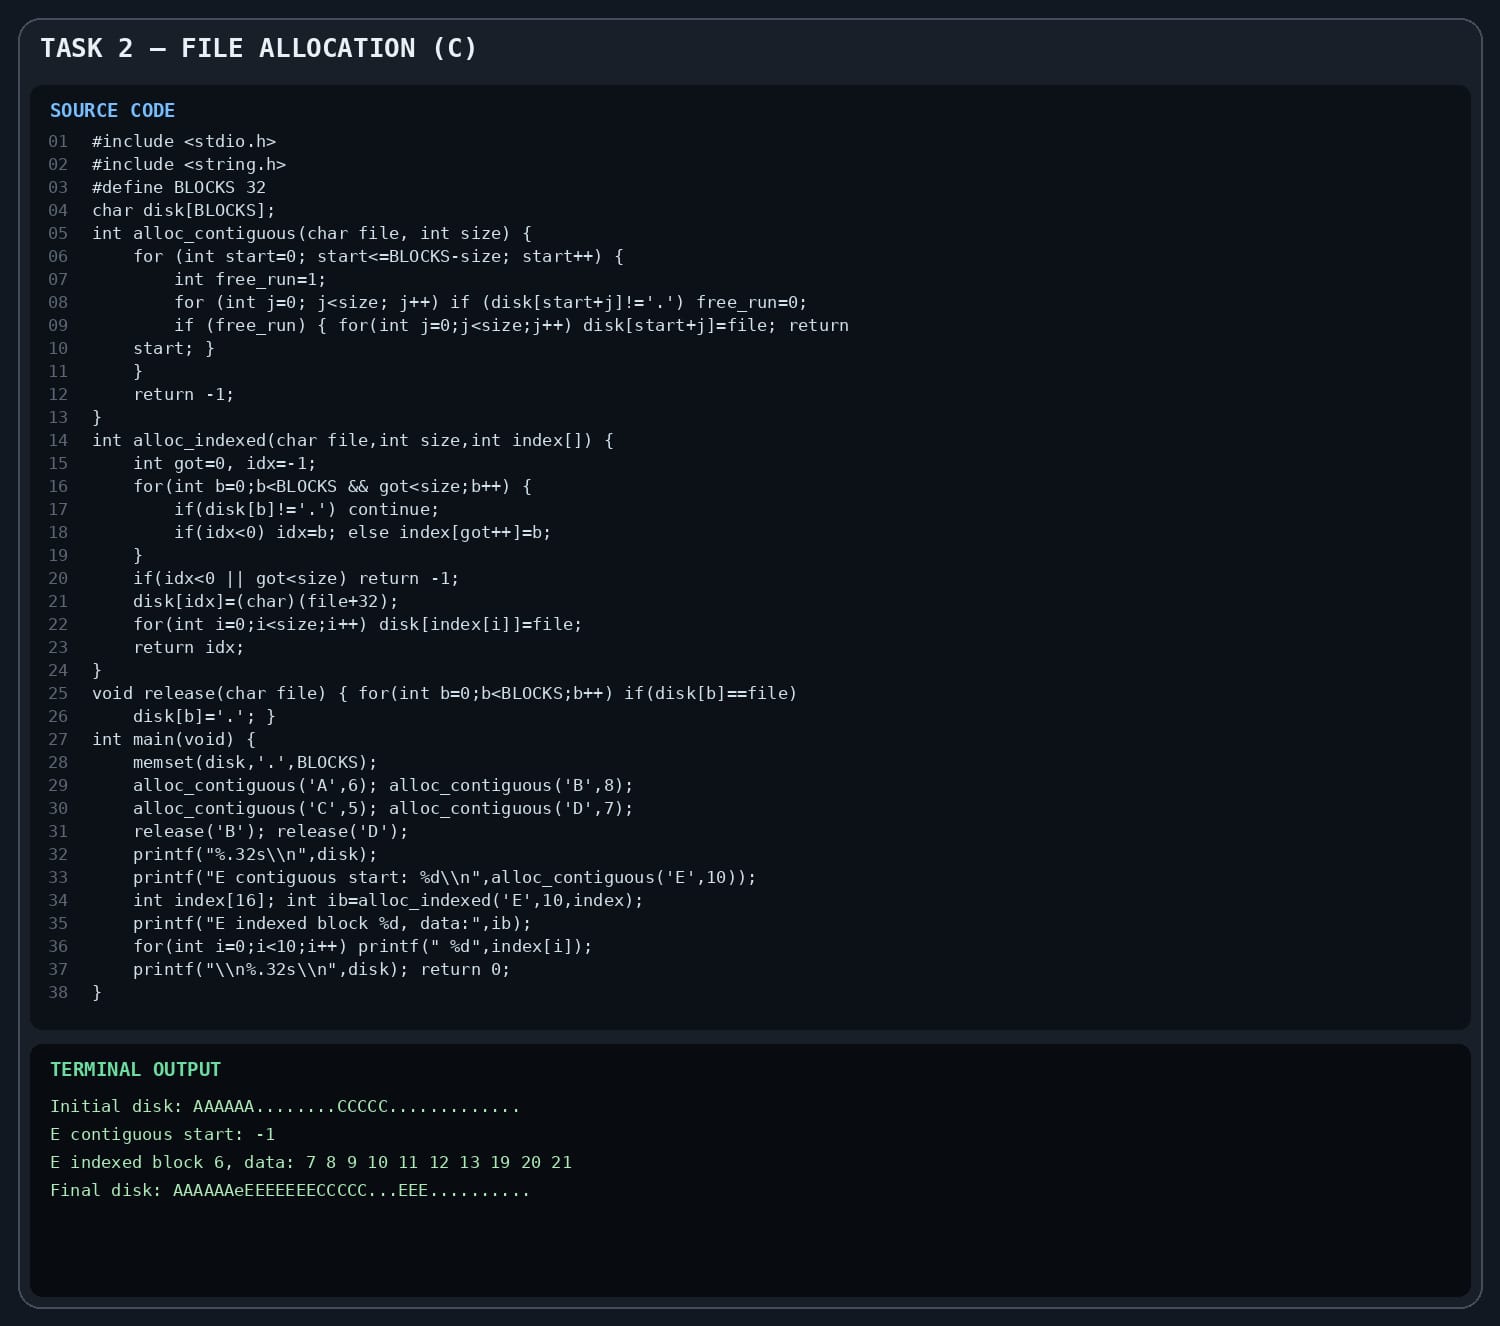 TASK 2 — FILE ALLOCATION (C)
SOURCE CODE
01 #include <stdio.h>
02 #include <string.h>
03 #define BLOCKS 32
04 char disk[BLOCKS];
05 int alloc_contiguous(char file, int size) {
06     for (int start=0; start<=BLOCKS-size; start++) {
07         int free_run=1;
08         for (int j=0; j<size; j++) if (disk[start+j]!='.') free_run=0;
09         if (free_run) { for(int j=0;j<size;j++) disk[start+j]=file; return
10     start; }
11     }
12     return -1;
13 }
14 int alloc_indexed(char file,int size,int index[]) {
15     int got=0, idx=-1;
16     for(int b=0;b<BLOCKS && got<size;b++) {
17         if(disk[b]!='.') continue;
18         if(idx<0) idx=b; else index[got++]=b;
19     }
20     if(idx<0 || got<size) return -1;
21     disk[idx]=(char)(file+32);
22     for(int i=0;i<size;i++) disk[index[i]]=file;
23     return idx;
24 }
25 void release(char file) { for(int b=0;b<BLOCKS;b++) if(disk[b]==file)
26     disk[b]='.'; }
27 int main(void) {
28     memset(disk,'.',BLOCKS);
29     alloc_contiguous('A',6); alloc_contiguous('B',8);
30     alloc_contiguous('C',5); alloc_contiguous('D',7);
31     release('B'); release('D');
32     printf("%.32s\\n",disk);
33     printf("E contiguous start: %d\\n",alloc_contiguous('E',10));
34     int index[16]; int ib=alloc_indexed('E',10,index);
35     printf("E indexed block %d, data:",ib);
36     for(int i=0;i<10;i++) printf(" %d",index[i]);
37     printf("\\n%.32s\\n",disk); return 0;
38 }
TERMINAL OUTPUT
Initial disk: AAAAAA........CCCCC.............
E contiguous start: -1
E indexed block 6, data: 7 8 9 10 11 12 13 19 20 21
Final disk: AAAAAAeEEEEEEECCCCC...EEE..........